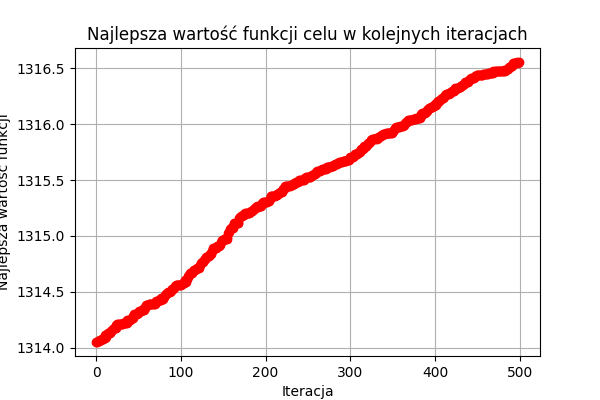 Najlepsza wartość funkcji celu w kolejnych iteracjach
1316.5
1316.0
1315.5
1315.0
1314.5
1314.0
Najlepsza wartość funkcji
0 100 200 300 400 500
Iteracja